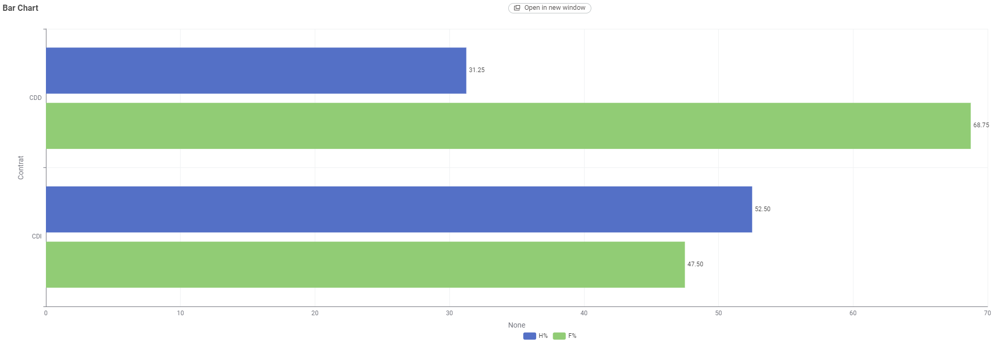 Bar Chart
Open in new window
31.25
CDD
68.75
Contrat
52.50
CDI
47.50
0 10 20 30 40 50 60 70
None
H% F%